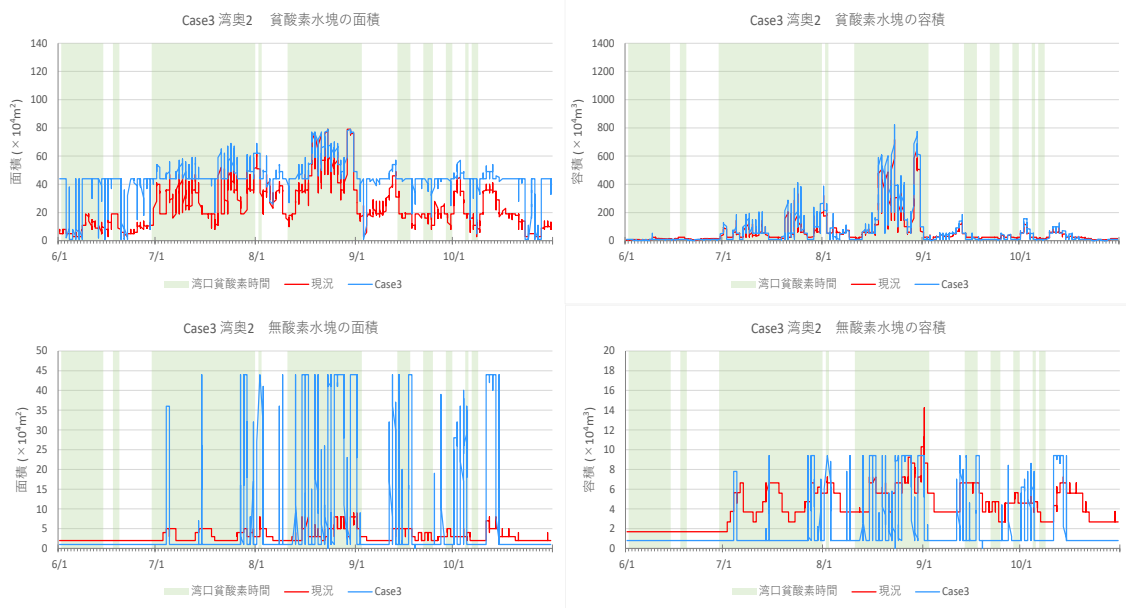 Case3 湾奥2　貧酸素水塊の面積
140
120
100
80
60
40
20
0
面積 (×10⁴m²)
6/1 7/1 8/1 9/1 10/1
湾口貧酸素時間 現況 Case3
Case3 湾奥2　貧酸素水塊の容積
1400
1200
1000
800
600
400
200
0
容積 (×10⁴m³)
6/1 7/1 8/1 9/1 10/1
湾口貧酸素時間 現況 Case3
Case3 湾奥2　無酸素水塊の面積
50
45
40
35
30
25
20
15
10
5
0
面積 (×10⁴m²)
6/1 7/1 8/1 9/1 10/1
湾口貧酸素時間 現況 Case3
Case3 湾奥2　無酸素水塊の容積
20
18
16
14
12
10
8
6
4
2
0
容積 (×10⁴m³)
6/1 7/1 8/1 9/1 10/1
湾口貧酸素時間 現況 Case3